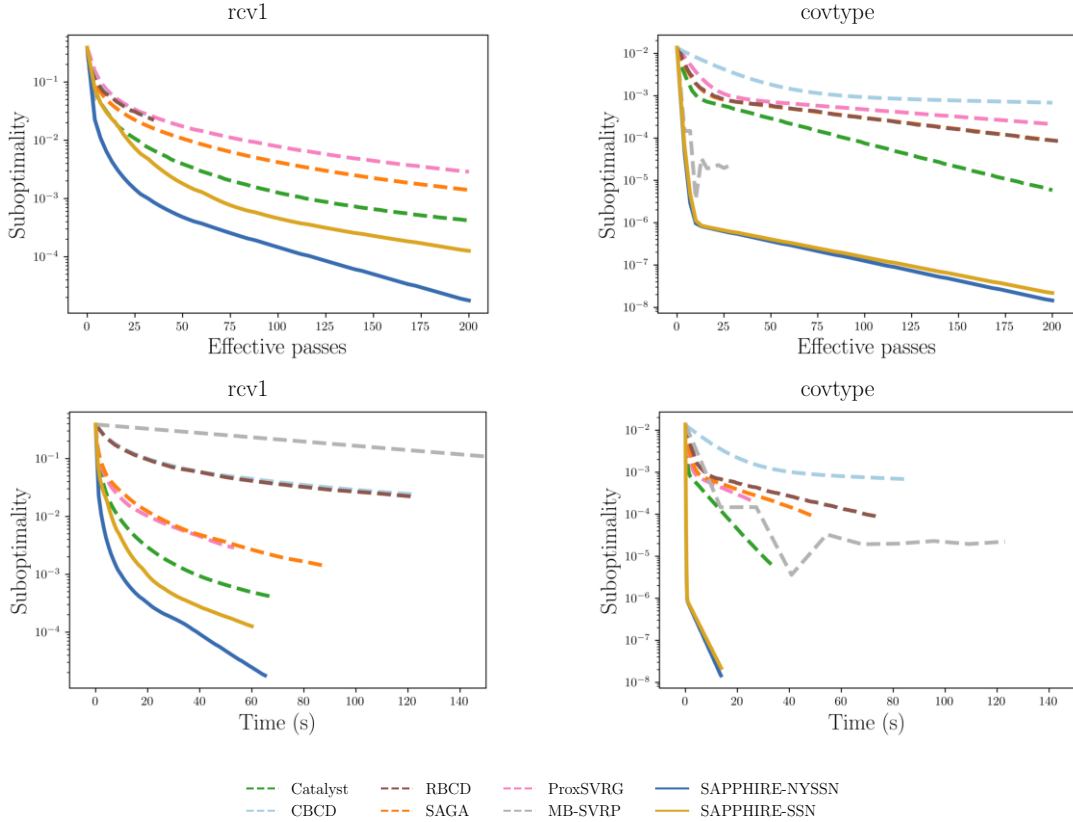 rcv1
covtype
Suboptimality
10⁻¹
10⁻²
10⁻³
10⁻⁴
0 25 50 75 100 125 150 175 200
Effective passes
Suboptimality
10⁻²
10⁻³
10⁻⁴
10⁻⁵
10⁻⁶
10⁻⁷
10⁻⁸
0 25 50 75 100 125 150 175 200
Effective passes
rcv1
covtype
Suboptimality
10⁻¹
10⁻²
10⁻³
10⁻⁴
0 20 40 60 80 100 120 140
Time (s)
Suboptimality
10⁻²
10⁻³
10⁻⁴
10⁻⁵
10⁻⁶
10⁻⁷
10⁻⁸
0 20 40 60 80 100 120 140
Time (s)
Catalyst RBCD ProxSVRG SAPPHIRE-NYSSN
CBCD SAGA MB-SVRP SAPPHIRE-SSN